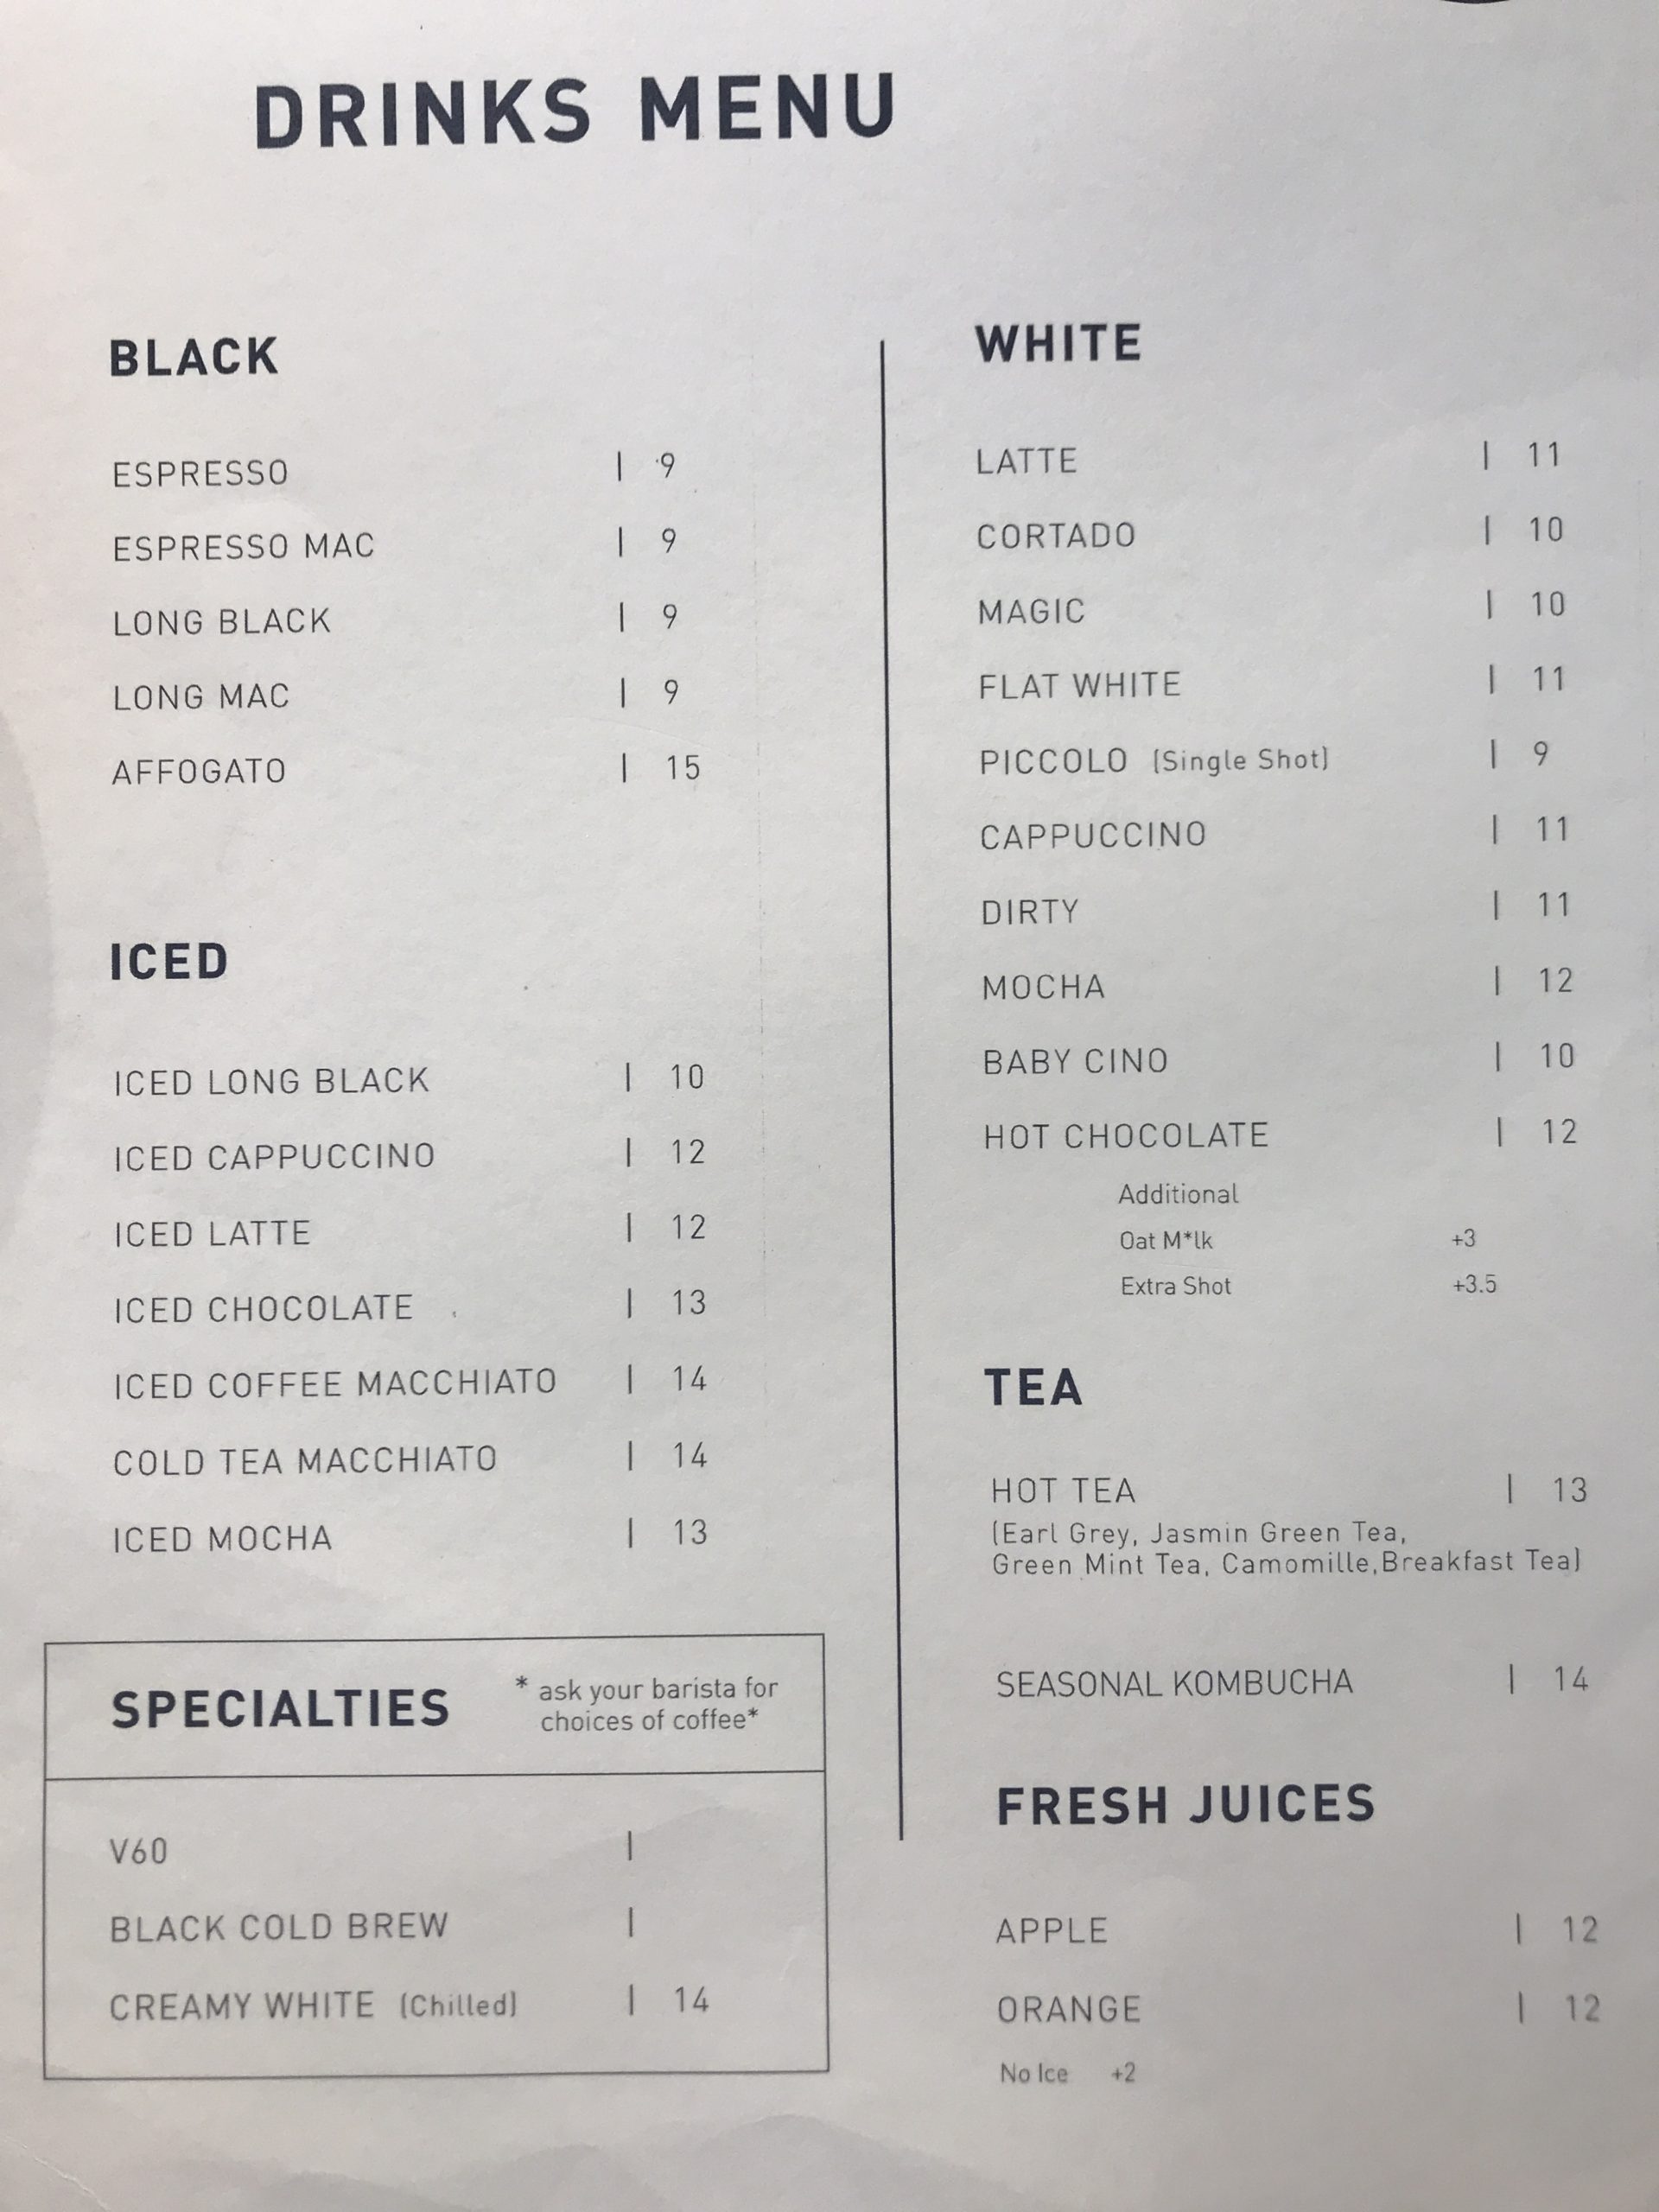 DRINKS MENU
BLACK
ESPRESSO | 9
ESPRESSO MAC | 9
LONG BLACK | 9
LONG MAC | 9
AFFOGATO | 15
ICED
ICED LONG BLACK | 10
ICED CAPPUCCINO | 12
ICED LATTE | 12
ICED CHOCOLATE | 13
ICED COFFEE MACCHIATO | 14
COLD TEA MACCHIATO | 14
ICED MOCHA | 13
SPECIALTIES
* ask your barista for
choices of coffee*
V60 |
BLACK COLD BREW |
CREAMY WHITE (Chilled) | 14
WHITE
LATTE | 11
CORTADO | 10
MAGIC | 10
FLAT WHITE | 11
PICCOLO (Single Shot) | 9
CAPPUCCINO | 11
DIRTY | 11
MOCHA | 12
BABY CINO | 10
HOT CHOCOLATE | 12
Additional
Oat M*lk +3
Extra Shot +3.5
TEA
HOT TEA | 13
(Earl Grey, Jasmin Green Tea,
Green Mint Tea, Camomille,Breakfast Tea)
SEASONAL KOMBUCHA | 14
FRESH JUICES
APPLE | 12
ORANGE | 12
No Ice +2